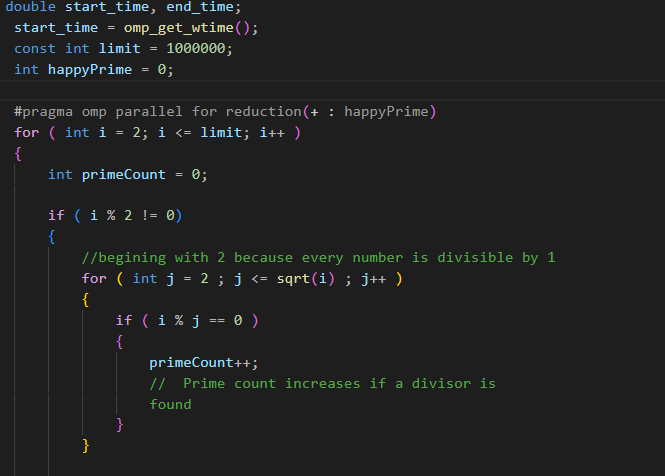 double start_time, end_time;
start_time = omp_get_wtime();
const int limit = 1000000;
int happyPrime = 0;
#pragma omp parallel for reduction(+ : happyPrime)
for ( int i = 2; i <= limit; i++ )
{
int primeCount = 0;
if ( i % 2 != 0)
{
//begining with 2 because every number is divisible by 1
for ( int j = 2 ; j <= sqrt(i) ; j++ )
{
if ( i % j == 0 )
{
primeCount++;
//  Prime count increases if a divisor is
found
}
}